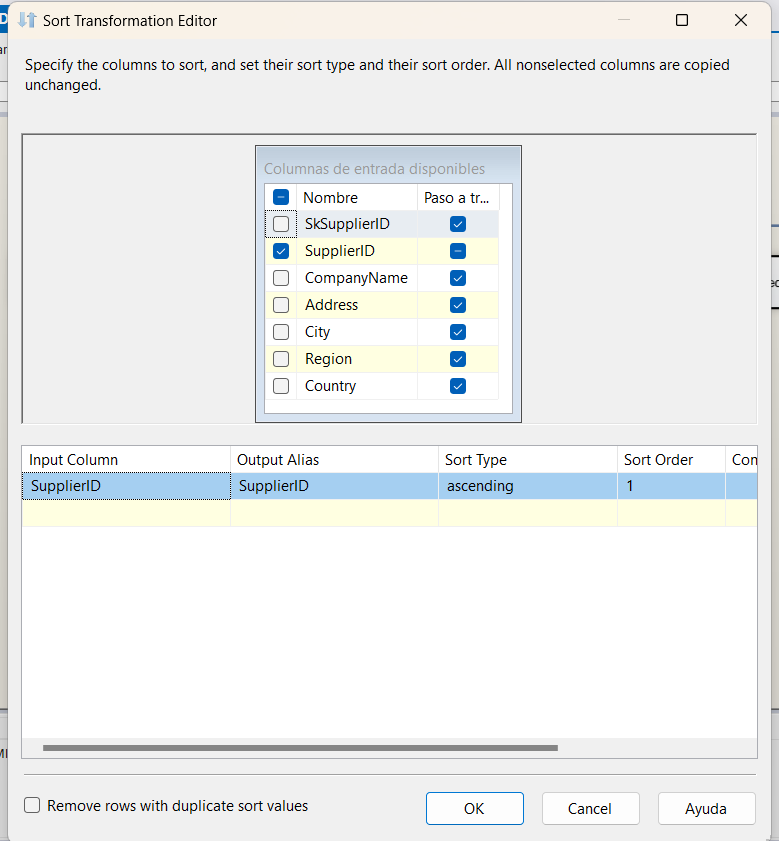 Sort Transformation Editor
Specify the columns to sort, and set their sort type and their sort order. All nonselected columns are copied
unchanged.
Columnas de entrada disponibles
Nombre Paso a tr...
SkSupplierID
SupplierID
CompanyName
Address
City
Region
Country
Input Column Output Alias Sort Type Sort Order
SupplierID SupplierID ascending 1
Remove rows with duplicate sort values
OK Cancel Ayuda